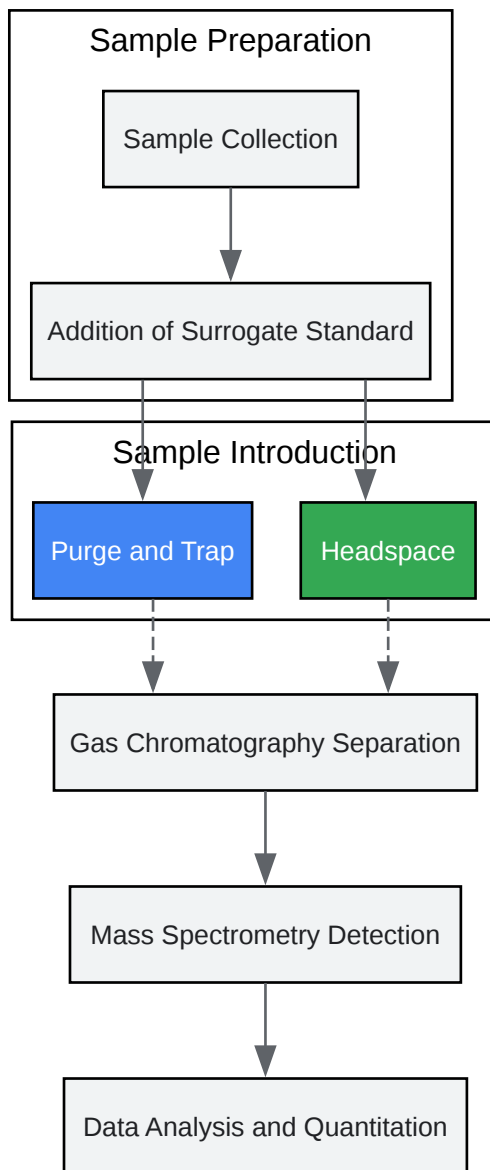 Sample Preparation
Sample Collection
Addition of Surrogate Standard
Sample Introduction
Purge and Trap
Headspace
Gas Chromatography Separation
Mass Spectrometry Detection
Data Analysis and Quantitation